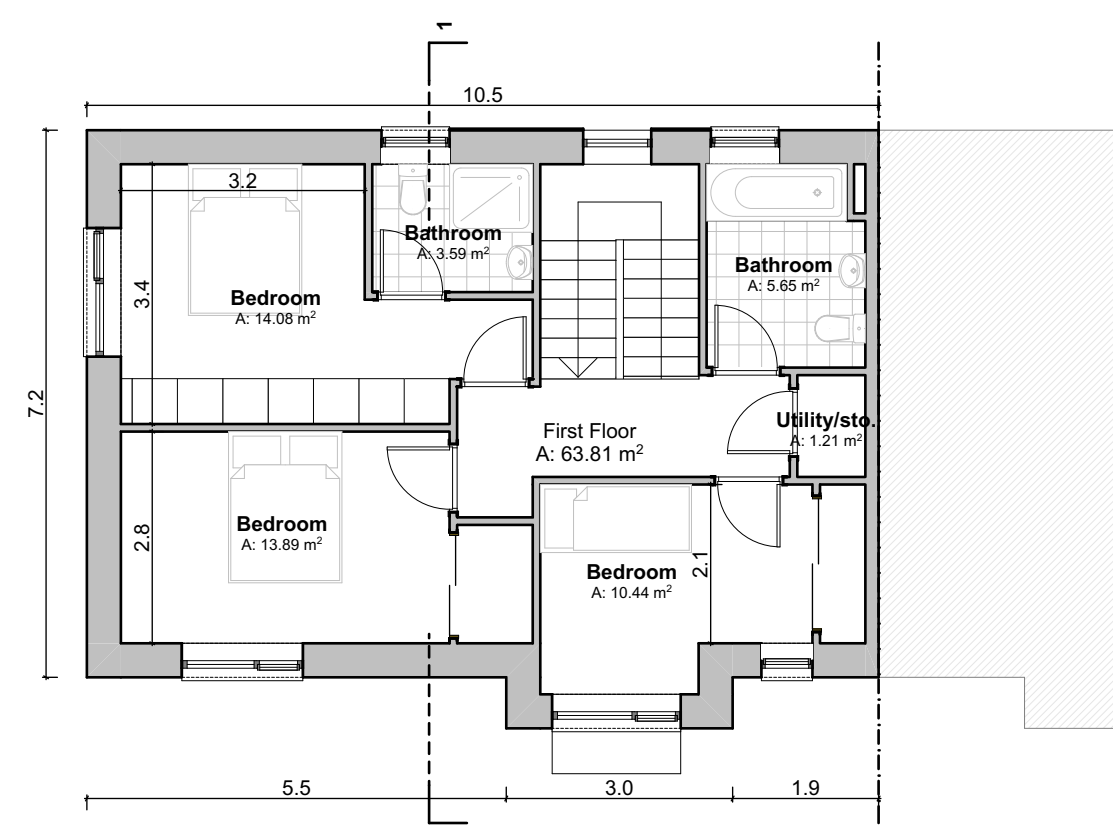 1
10.5
3.2
Bathroom
A: 3.59 m²
Bathroom
A: 5.65 m²
3.4
Bedroom
A: 14.08 m²
7.2
First Floor
A: 63.81 m²
Utility/sto.
A: 1.21 m²
2.8
Bedroom
A: 13.89 m²
2.1
Bedroom
A: 10.44 m²
5.5
3.0
1.9